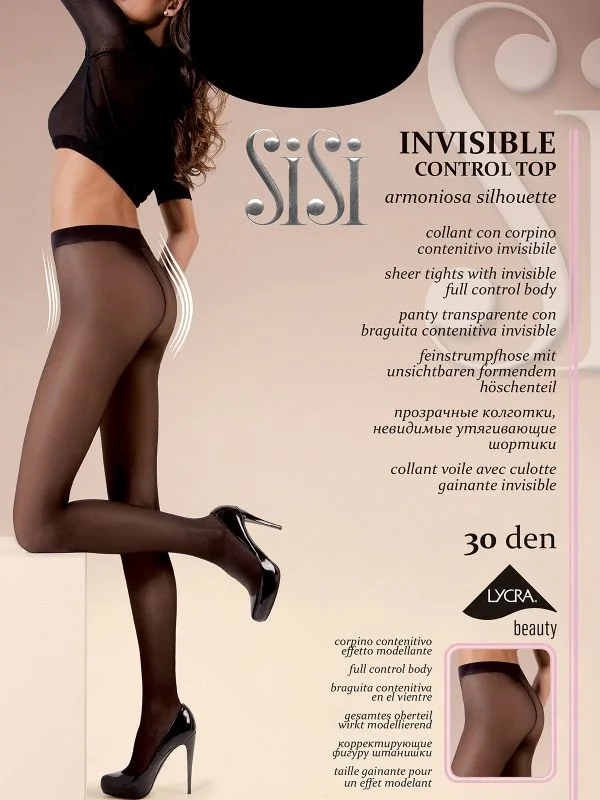 SiSi
INVISIBLE
CONTROL TOP
armoniosa silhouette
collant con corpino
contenitivo invisibile
sheer tights with invisible
full control body
panty transparente con
braguita contenitiva invisible
feinstrumpfhose mit
unsichtbaren formendem
höschenteil
прозрачные колготки,
невидимые утягивающие
шортики
collant voile avec culotte
gainante invisible
30 den
LYCRA.
beauty
corpino contenitivo
effetto modellante
full control body
braguita contenitiva
en el vientre
gesamtes oberteil
wirkt modellierend
корректирующие
фигуру штанишки
taille gainante pour
un effet modelant
Si